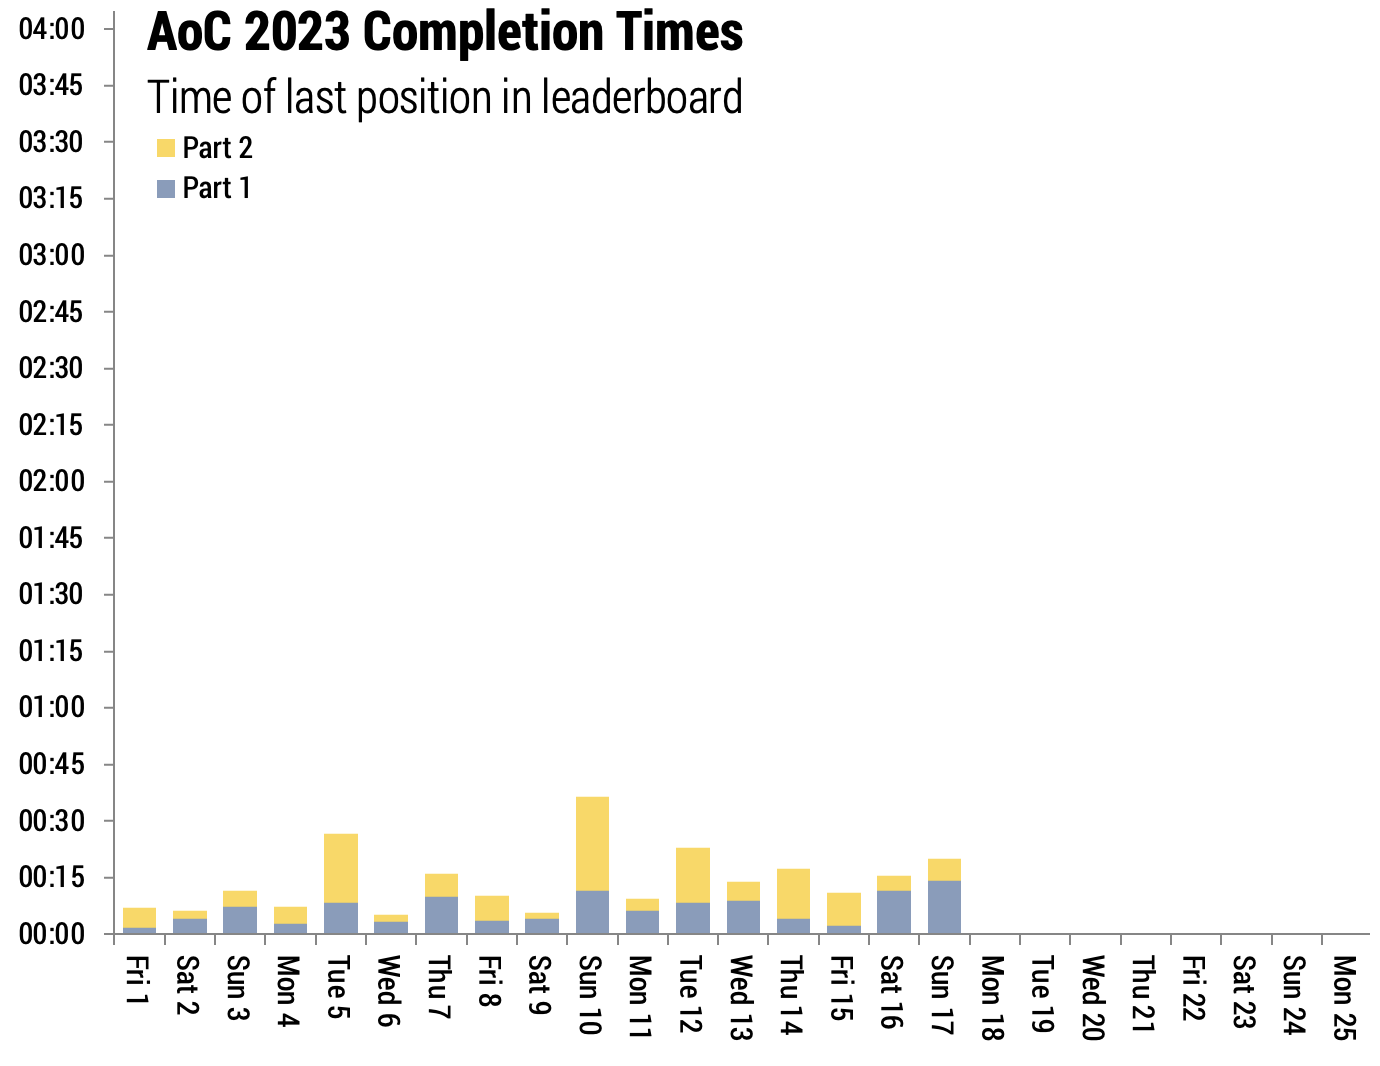 AoC 2023 Completion Times
Time of last position in leaderboard
Part 2
Part 1
04:00
03:45
03:30
03:15
03:00
02:45
02:30
02:15
02:00
01:45
01:30
01:15
01:00
00:45
00:30
00:15
00:00
Fri 1
Sat 2
Sun 3
Mon 4
Tue 5
Wed 6
Thu 7
Fri 8
Sat 9
Sun 10
Mon 11
Tue 12
Wed 13
Thu 14
Fri 15
Sat 16
Sun 17
Mon 18
Tue 19
Wed 20
Thu 21
Fri 22
Sat 23
Sun 24
Mon 25